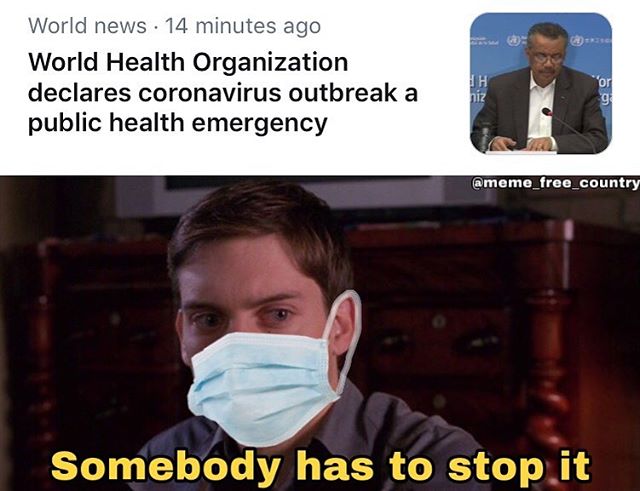 World news · 14 minutes ago
World Health Organization
declares coronavirus outbreak a
public health emergency
@meme_free_country
Somebody has to stop it